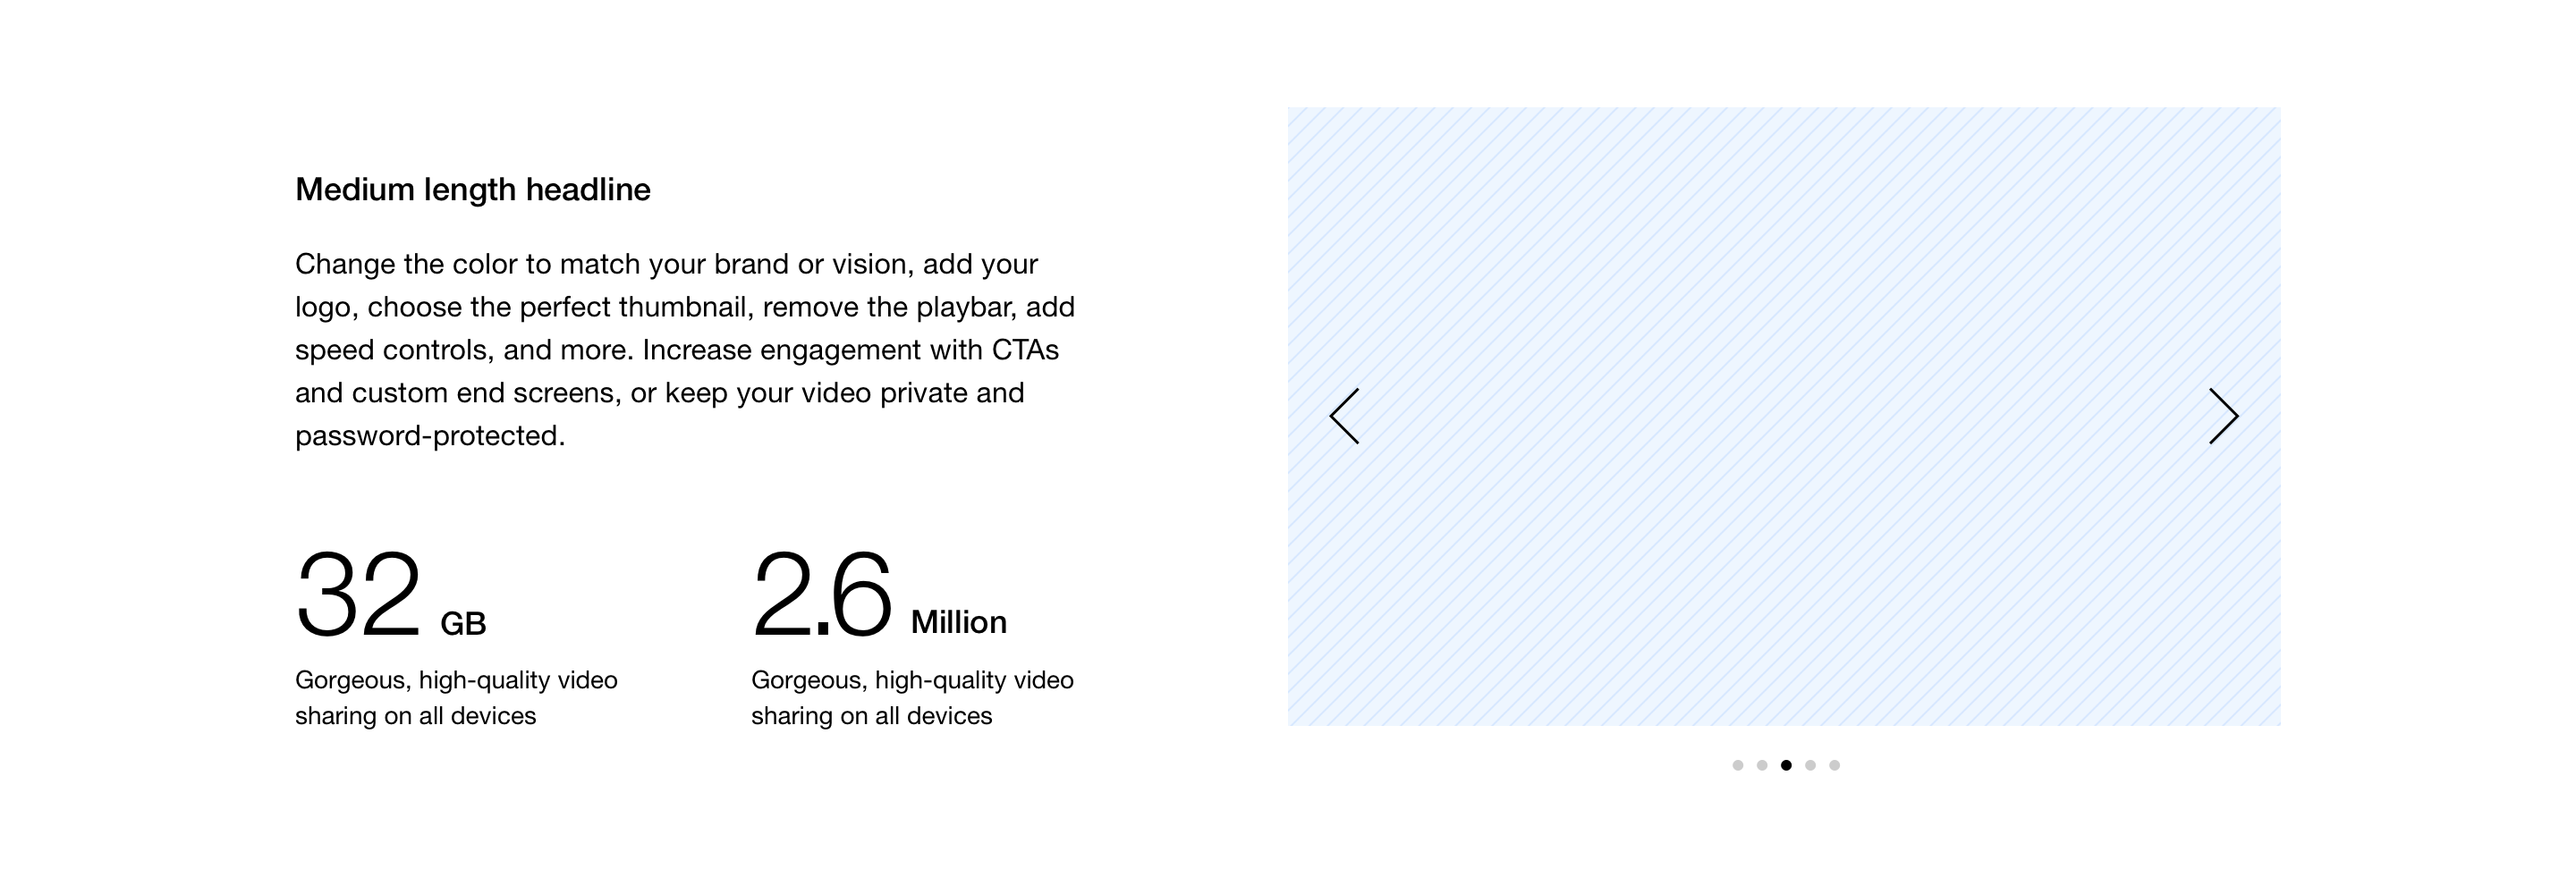 Medium length headline
Change the color to match your brand or vision, add your
logo, choose the perfect thumbnail, remove the playbar, add
speed controls, and more. Increase engagement with CTAs
and custom end screens, or keep your video private and
password-protected.
32 GB
Gorgeous, high-quality video
sharing on all devices
2.6 Million
Gorgeous, high-quality video
sharing on all devices